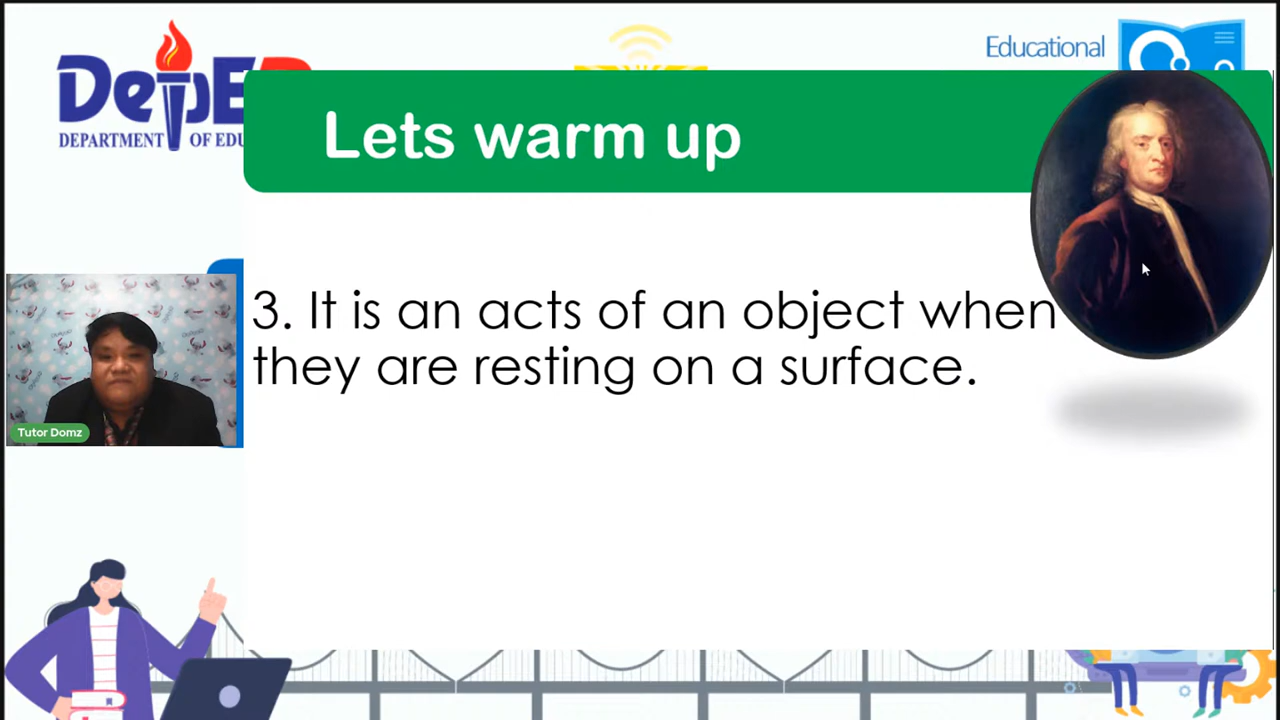 DepE
DEPARTMENT OF EDU
Educational
Lets warm up
3. It is an acts of an object when
they are resting on a surface.
Tutor Domz